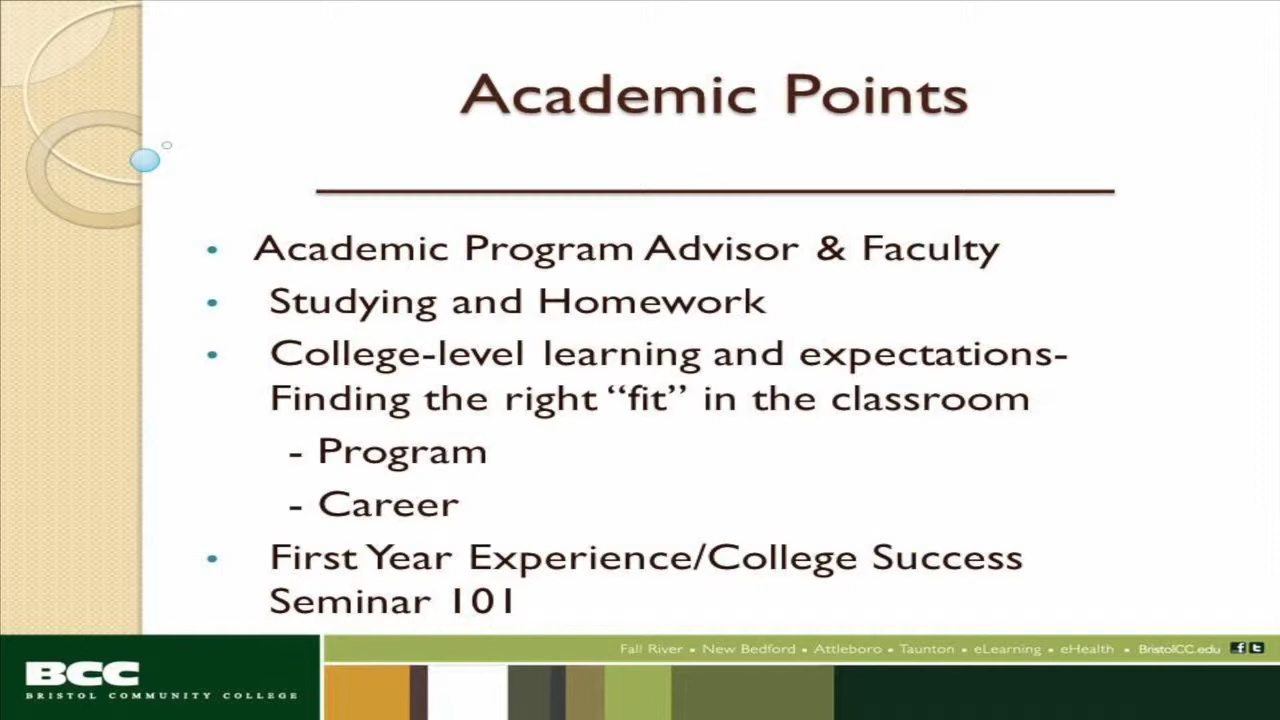 Academic Points
• Academic Program Advisor & Faculty
• Studying and Homework
• College-level learning and expectations-
Finding the right “fit” in the classroom
- Program
- Career
• First Year Experience/College Success
Seminar 101
Fall River • New Bedford • Attleboro • Taunton • eLearning • eHealth • BristolCC.edu
BCC
BRISTOL COMMUNITY COLLEGE